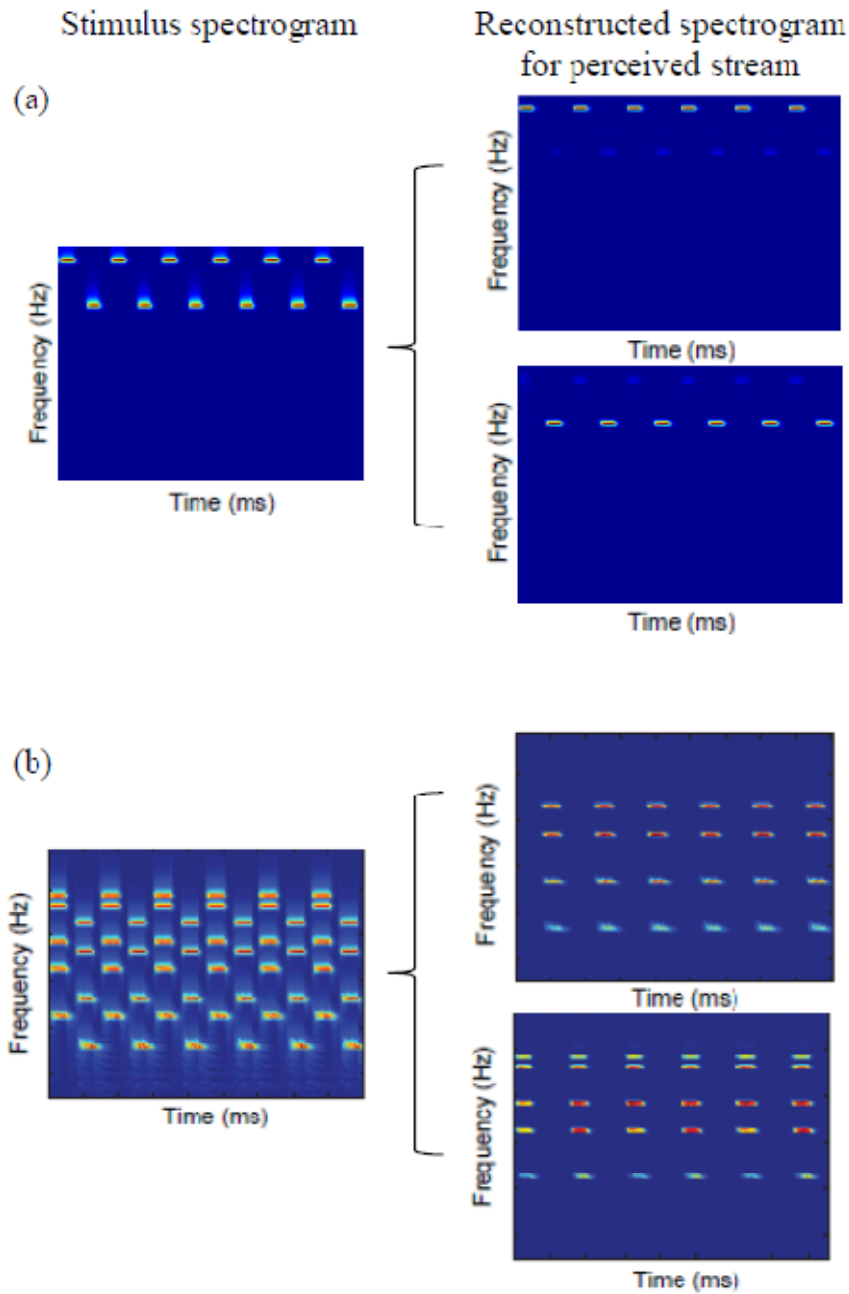 Stimulus spectrogram
Reconstructed spectrogram
for perceived stream
(a)
Frequency (Hz)
Time (ms)
Frequency (Hz)
Time (ms)
Frequency (Hz)
Time (ms)
(b)
Frequency (Hz)
Time (ms)
Frequency (Hz)
Time (ms)
Frequency (Hz)
Time (ms)